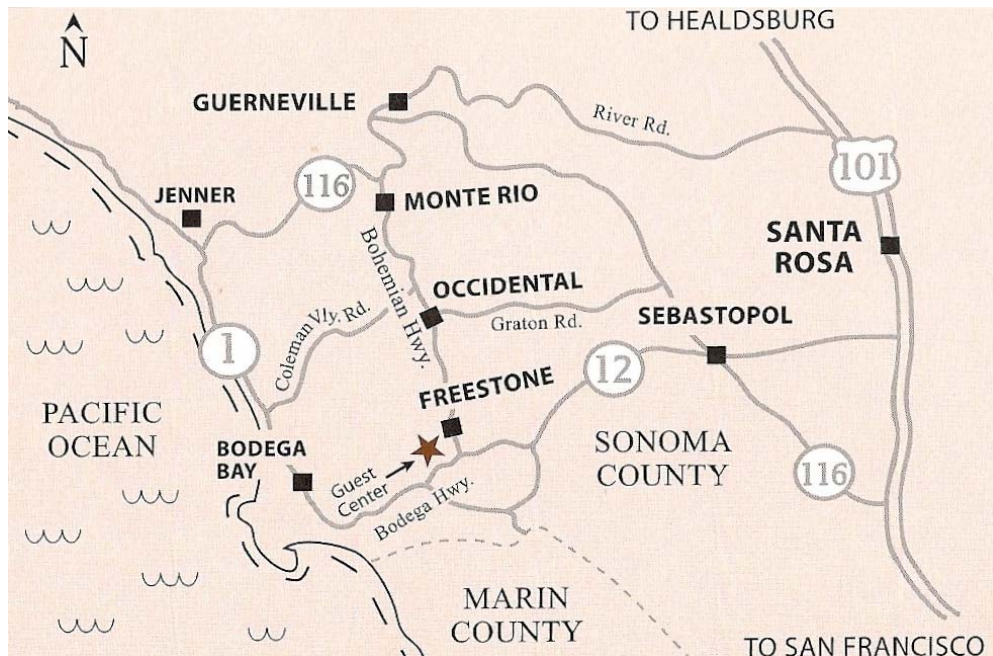 TO HEALDSBURG
N
GUERNEVILLE
River Rd.
101
116
JENNER
MONTE RIO
SANTA
ROSA
Bohemian Hwy.
OCCIDENTAL
Graton Rd.
SEBASTOPOL
Coleman Vly. Rd.
1
12
FREESTONE
PACIFIC
OCEAN
BODEGA
BAY
Guest
Center
SONOMA
COUNTY
116
Bodega Hwy.
MARIN
COUNTY
TO SAN FRANCISCO